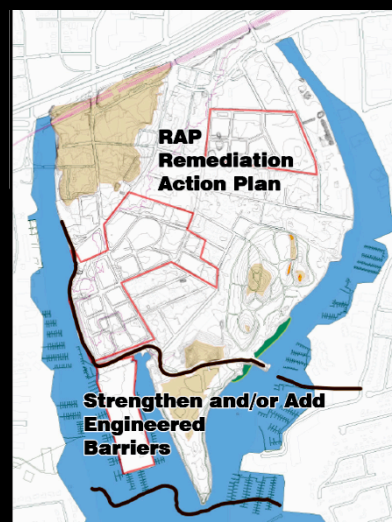 RAP
Remediation
Action Plan
Strengthen and/or Add
Engineered
Barriers